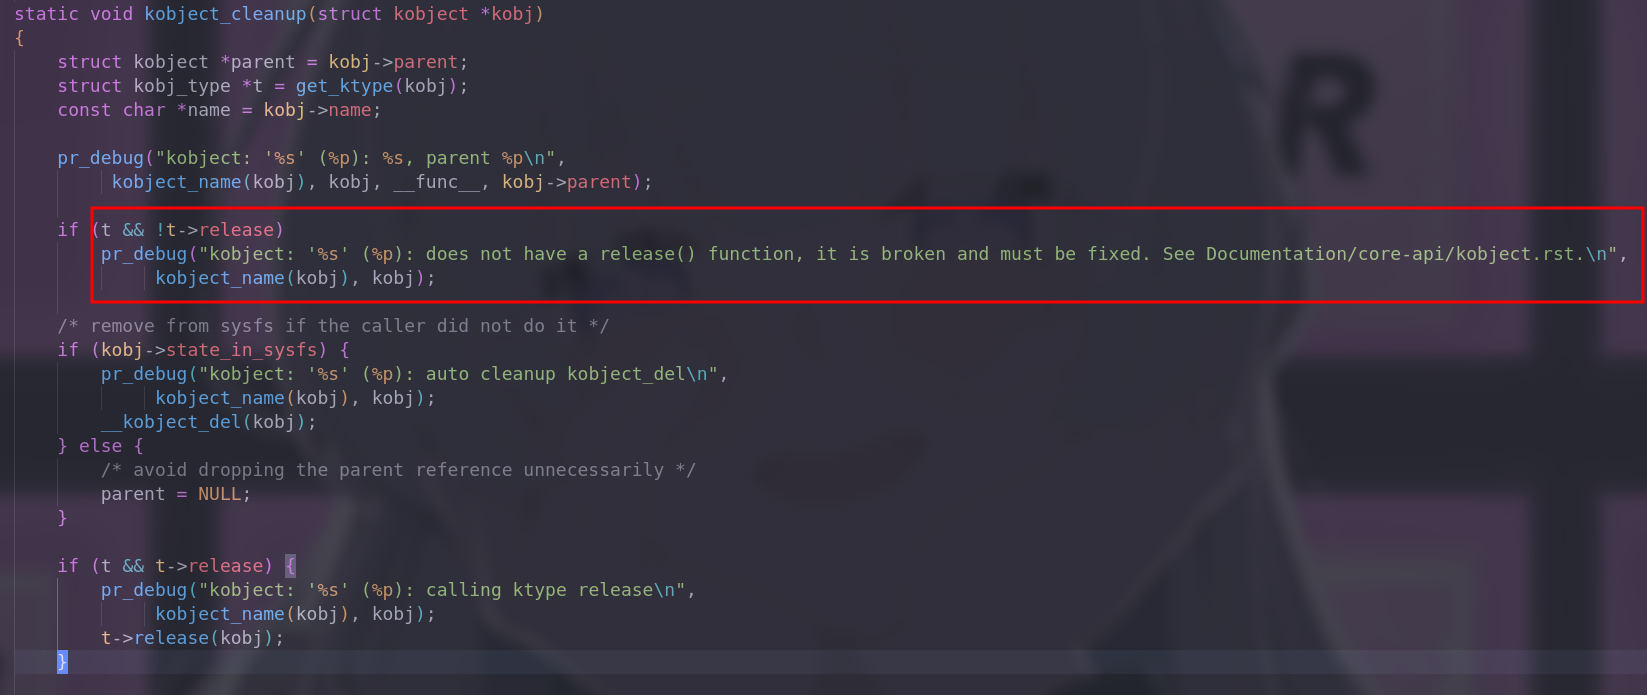 static void kobject_cleanup(struct kobject *kobj)
{
    struct kobject *parent = kobj->parent;
    struct kobj_type *t = get_ktype(kobj);
    const char *name = kobj->name;

    pr_debug("kobject: '%s' (%p): %s, parent %p\n",
         kobject_name(kobj), kobj, __func__, kobj->parent);

    if (t && !t->release)
        pr_debug("kobject: '%s' (%p): does not have a release() function, it is broken and must be fixed. See Documentation/core-api/kobject.rst.\n",
             kobject_name(kobj), kobj);

    /* remove from sysfs if the caller did not do it */
    if (kobj->state_in_sysfs) {
        pr_debug("kobject: '%s' (%p): auto cleanup kobject_del\n",
             kobject_name(kobj), kobj);
        __kobject_del(kobj);
    } else {
        /* avoid dropping the parent reference unnecessarily */
        parent = NULL;
    }

    if (t && t->release) {
        pr_debug("kobject: '%s' (%p): calling ktype release\n",
             kobject_name(kobj), kobj);
        t->release(kobj);
    }
R